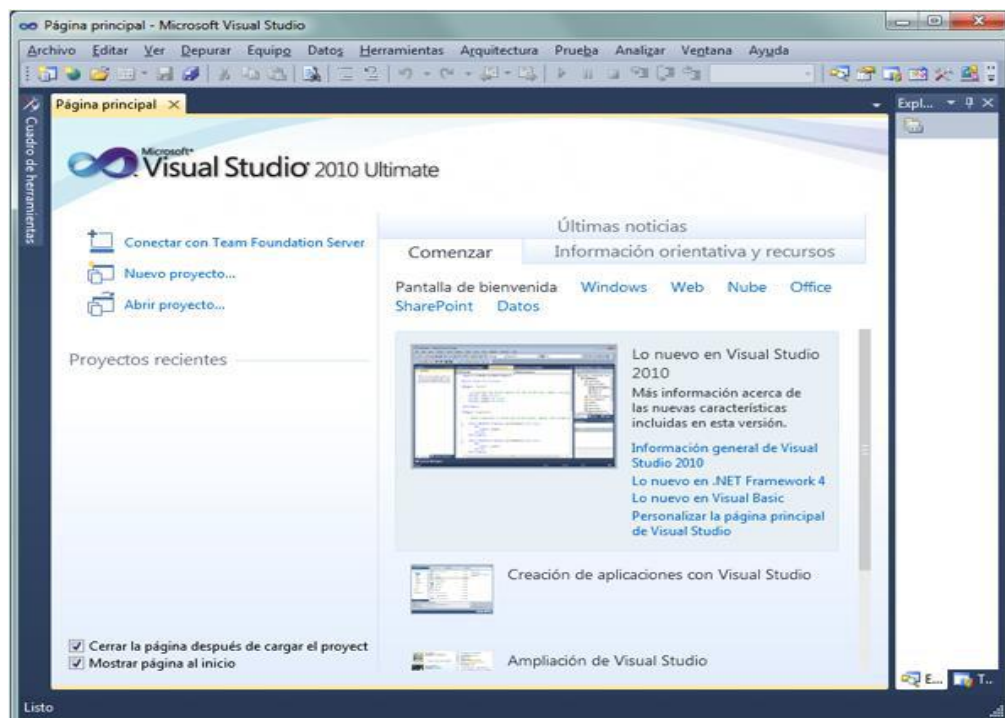 Página principal - Microsoft Visual Studio
Archivo Editar Ver Depurar Equipo Datos Herramientas Arquitectura Prueba Analizar Ventana Ayuda
Cuadro de herramientas
Página principal
Expl...
Microsoft
Visual Studio 2010 Ultimate
Conectar con Team Foundation Server
Nuevo proyecto...
Abrir proyecto...
Proyectos recientes
Cerrar la página después de cargar el proyect
Mostrar página al inicio
Últimas noticias
Comenzar
Información orientativa y recursos
Pantalla de bienvenida Windows Web Nube Office
SharePoint Datos
Lo nuevo en Visual Studio
2010
Más información acerca de
las nuevas características
incluidas en esta versión.
Información general de Visual
Studio 2010
Lo nuevo en .NET Framework 4
Lo nuevo en Visual Basic
Personalizar la página principal
de Visual Studio
Creación de aplicaciones con Visual Studio
Ampliación de Visual Studio
E... T..
Listo